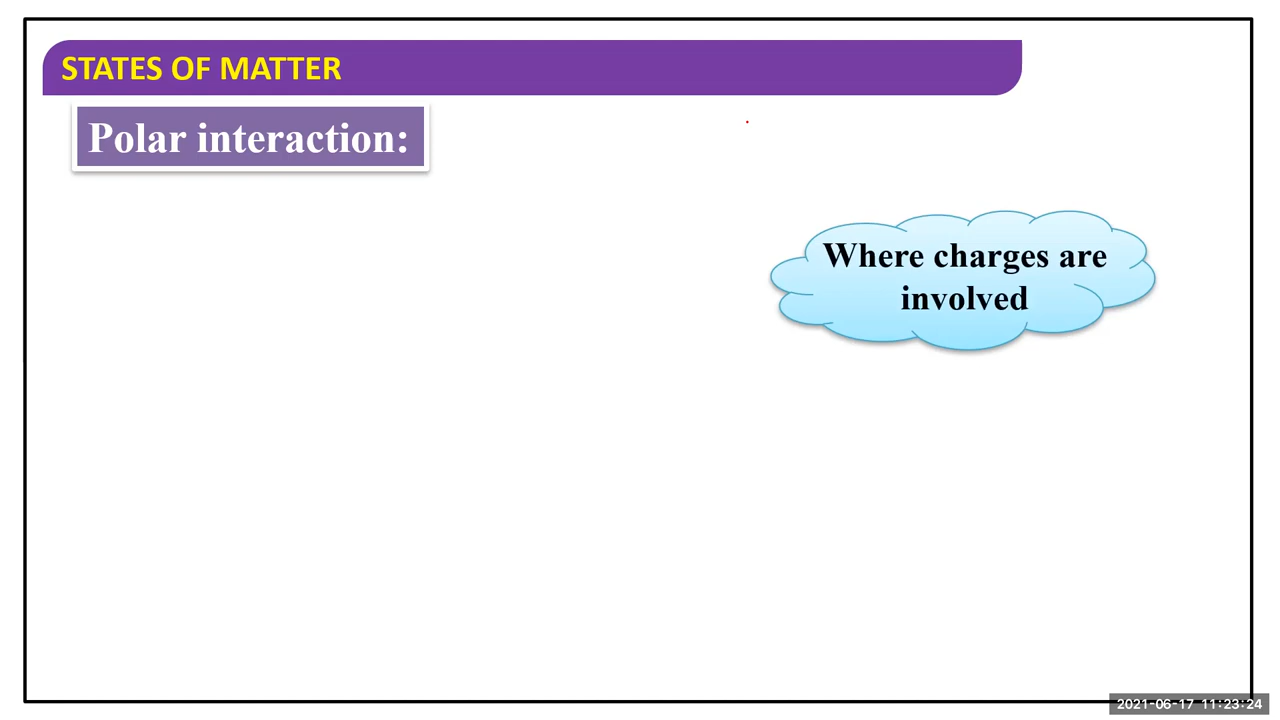 STATES OF MATTER
Polar interaction:
Where charges are
involved
2021-06-17 11:23:24